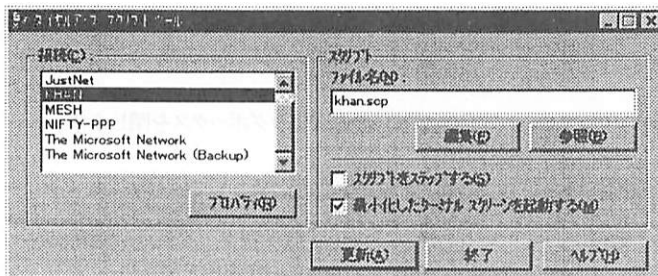 ダイヤルアップ スクリプト ツール
接続(C) :
JustNet
KHAN
MESH
NIFTY-PPP
The Microsoft Network
The Microsoft Network (Backup)
プロパティ(R)
スクリプト
ファイル名(N) :
khan.scp
編集(E)
参照(B)
スクリプトをステップする(S)
最小化したターミナル スクリーンを起動する(M)
更新(A)
終了
ヘルプ(H)